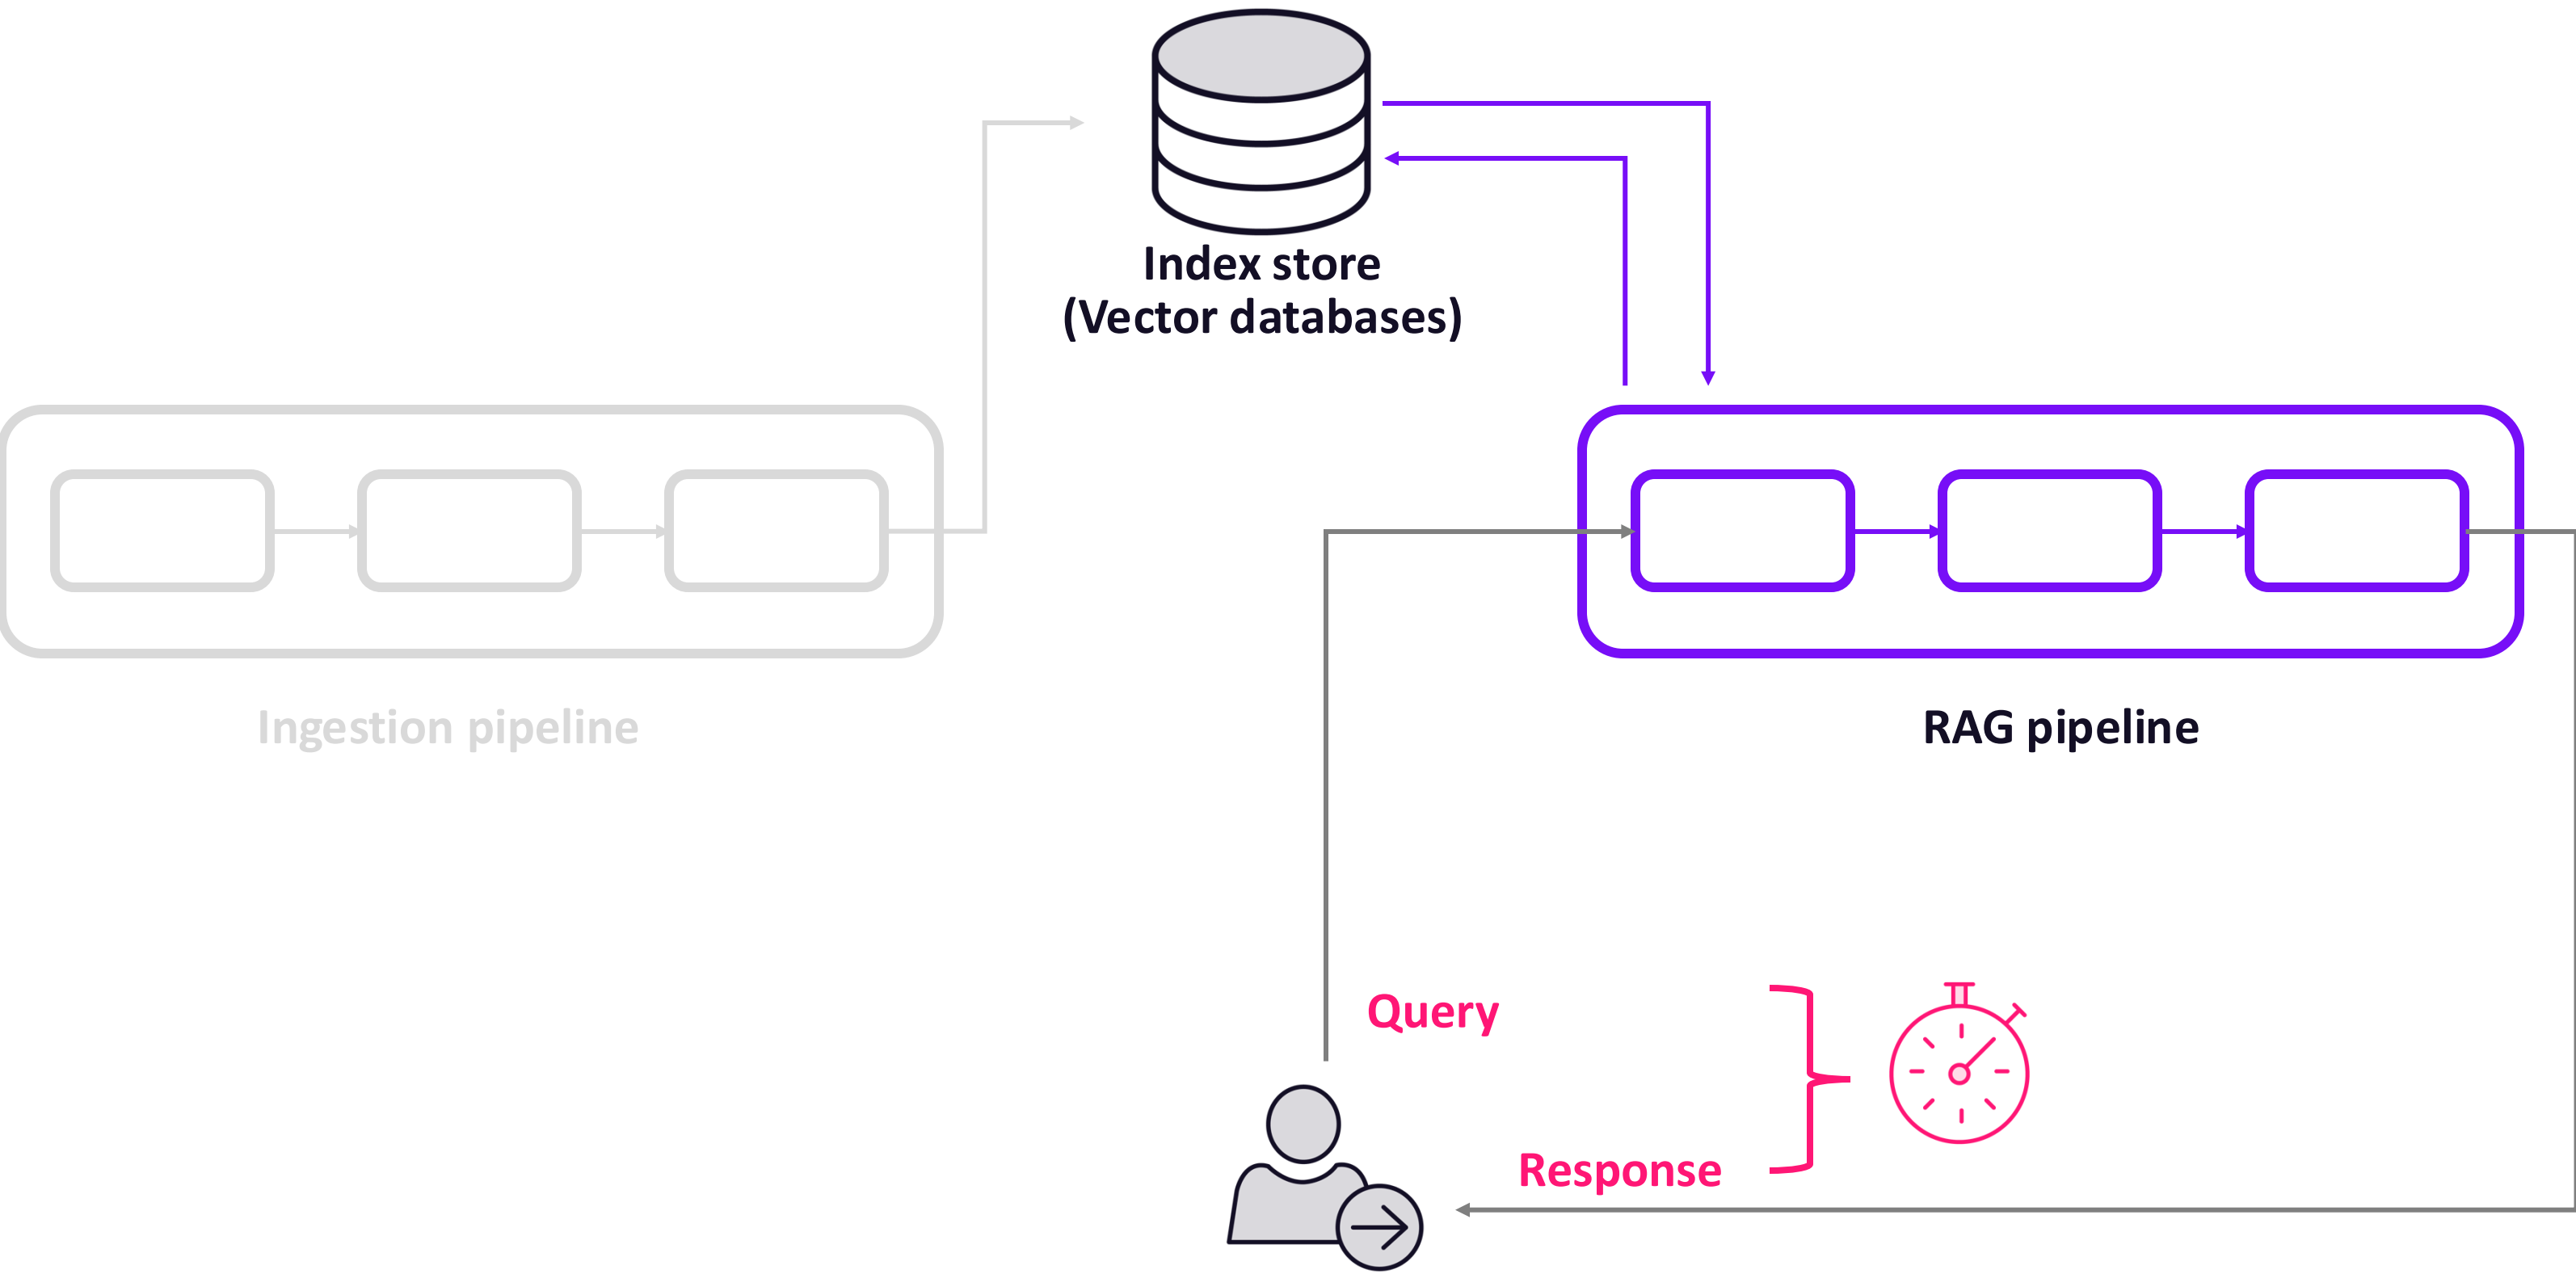 Index store
(Vector databases)
Ingestion pipeline
RAG pipeline
Query
Response